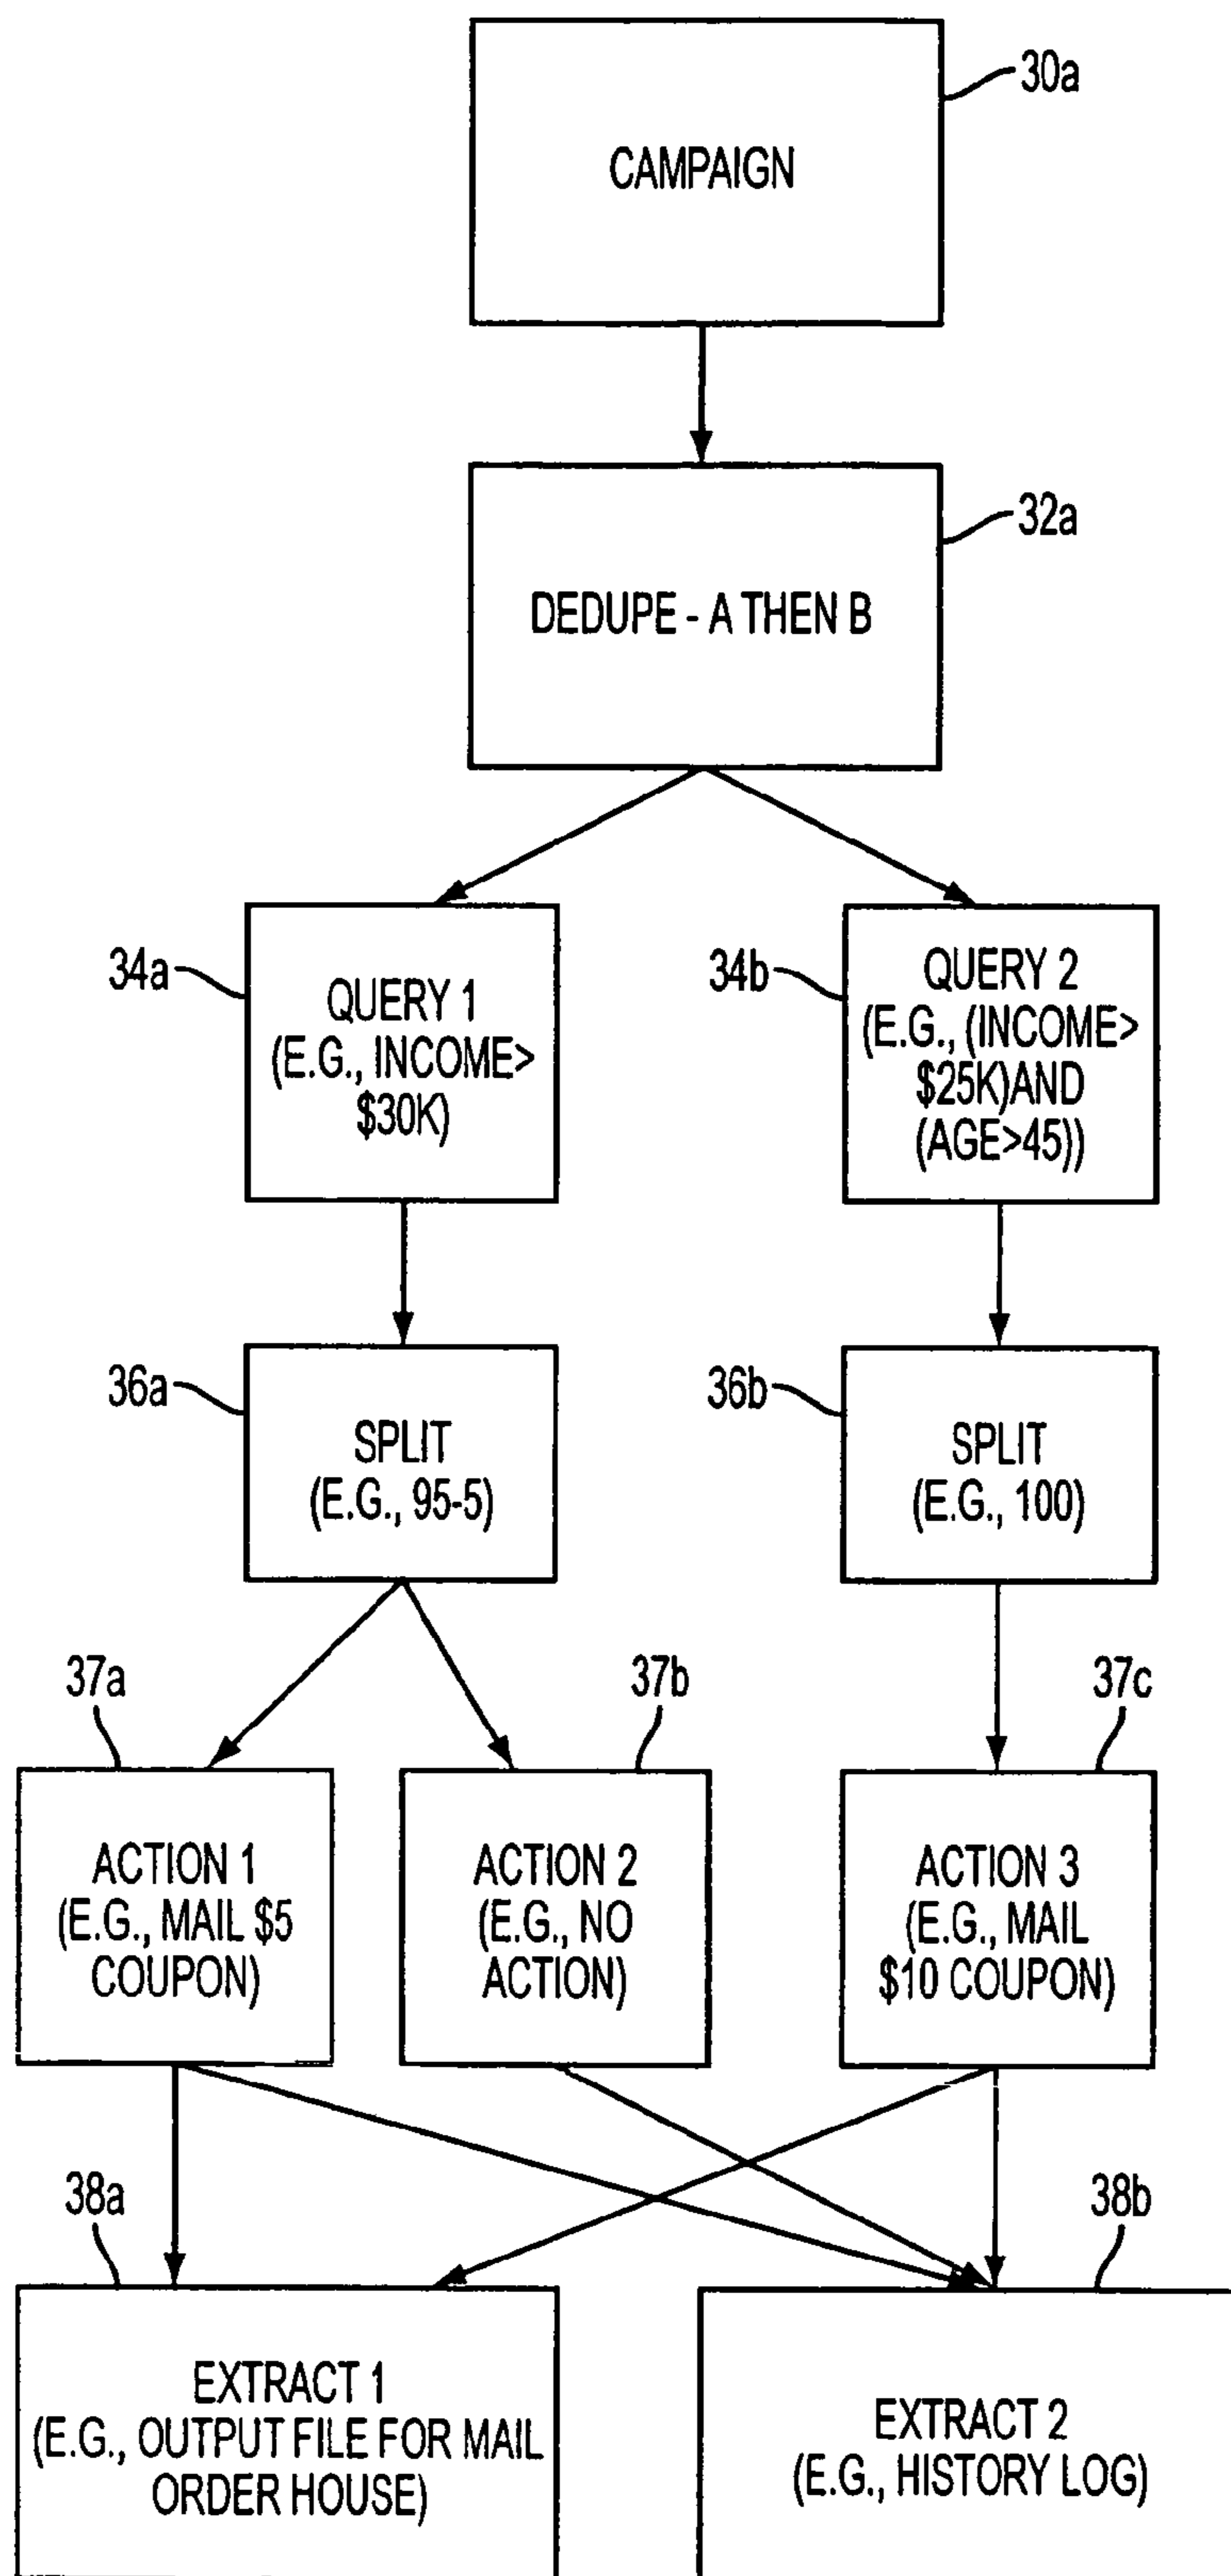 30a
CAMPAIGN
32a
DEDUPE - A THEN B
34a
QUERY 1
(E.G., INCOME>
$30K)
34b
QUERY 2
(E.G., (INCOME>
$25K)AND
(AGE>45))
36a
SPLIT
(E.G., 95-5)
36b
SPLIT
(E.G., 100)
37a
ACTION 1
(E.G., MAIL $5
COUPON)
37b
ACTION 2
(E.G., NO
ACTION)
37c
ACTION 3
(E.G., MAIL
$10 COUPON)
38a
EXTRACT 1
(E.G., OUTPUT FILE FOR MAIL
ORDER HOUSE)
38b
EXTRACT 2
(E.G., HISTORY LOG)